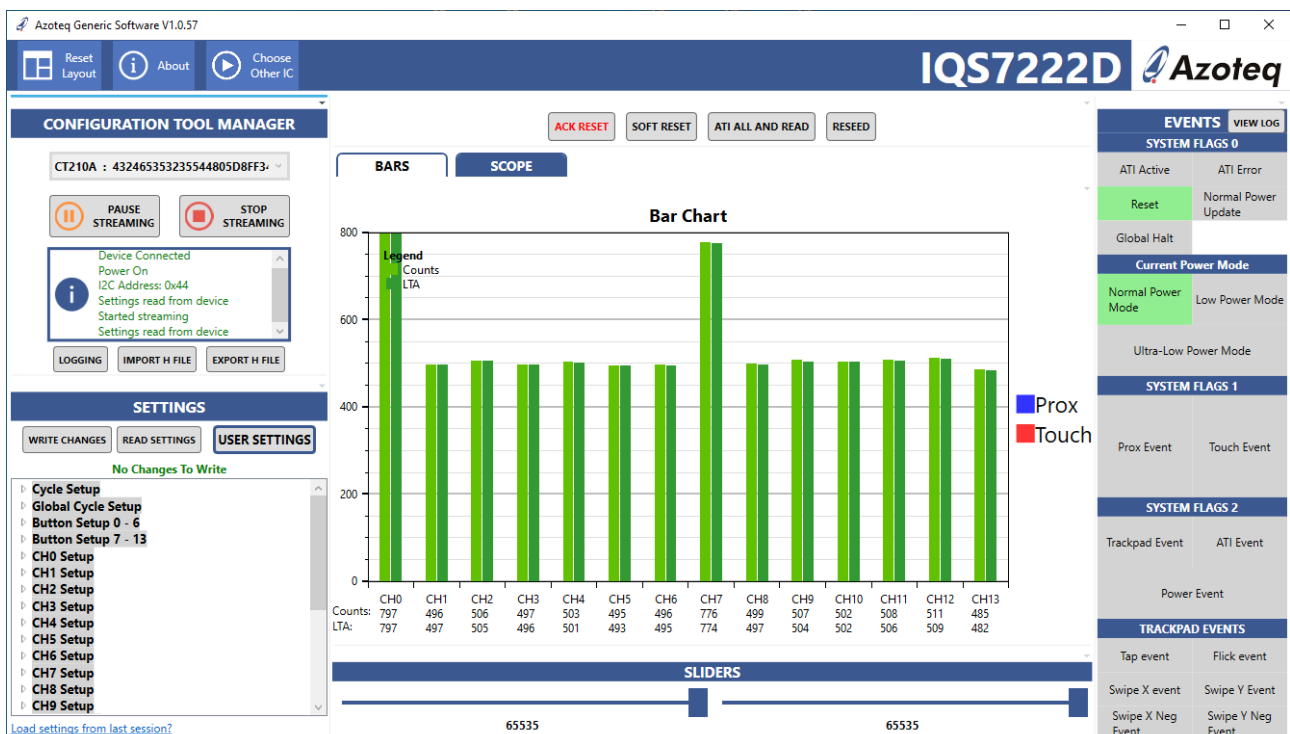 Azoteq Generic Software V1.0.57
Reset Layout
About
Choose Other IC
IQS7222D
Azoteq
CONFIGURATION TOOL MANAGER
CT210A : 432465353235544805D8FF34
PAUSE STREAMING
STOP STREAMING
Device Connected
Power On
I2C Address: 0x44
Settings read from device
Started streaming
Settings read from device
LOGGING
IMPORT H FILE
EXPORT H FILE
SETTINGS
WRITE CHANGES
READ SETTINGS
USER SETTINGS
No Changes To Write
Cycle Setup
Global Cycle Setup
Button Setup 0 - 6
Button Setup 7 - 13
CH0 Setup
CH1 Setup
CH2 Setup
CH3 Setup
CH4 Setup
CH5 Setup
CH6 Setup
CH7 Setup
CH8 Setup
CH9 Setup
Load settings from last session?
ACK RESET
SOFT RESET
ATI ALL AND READ
RESEED
BARS
SCOPE
Bar Chart
Legend
Counts
LTA
800
600
400
200
0
CH0 CH1 CH2 CH3 CH4 CH5 CH6 CH7 CH8 CH9 CH10 CH11 CH12 CH13
Counts: 797 496 506 497 503 495 496 776 499 507 502 508 511 485
LTA: 797 497 505 496 501 493 495 774 497 504 502 506 509 482
Prox
Touch
SLIDERS
65535
65535
EVENTS
VIEW LOG
SYSTEM FLAGS 0
ATI Active
ATI Error
Reset
Normal Power Update
Global Halt
Current Power Mode
Normal Power Mode
Low Power Mode
Ultra-Low Power Mode
SYSTEM FLAGS 1
Prox Event
Touch Event
SYSTEM FLAGS 2
Trackpad Event
ATI Event
Power Event
TRACKPAD EVENTS
Tap event
Flick event
Swipe X event
Swipe Y Event
Swipe X Neg Event
Swipe Y Neg Event